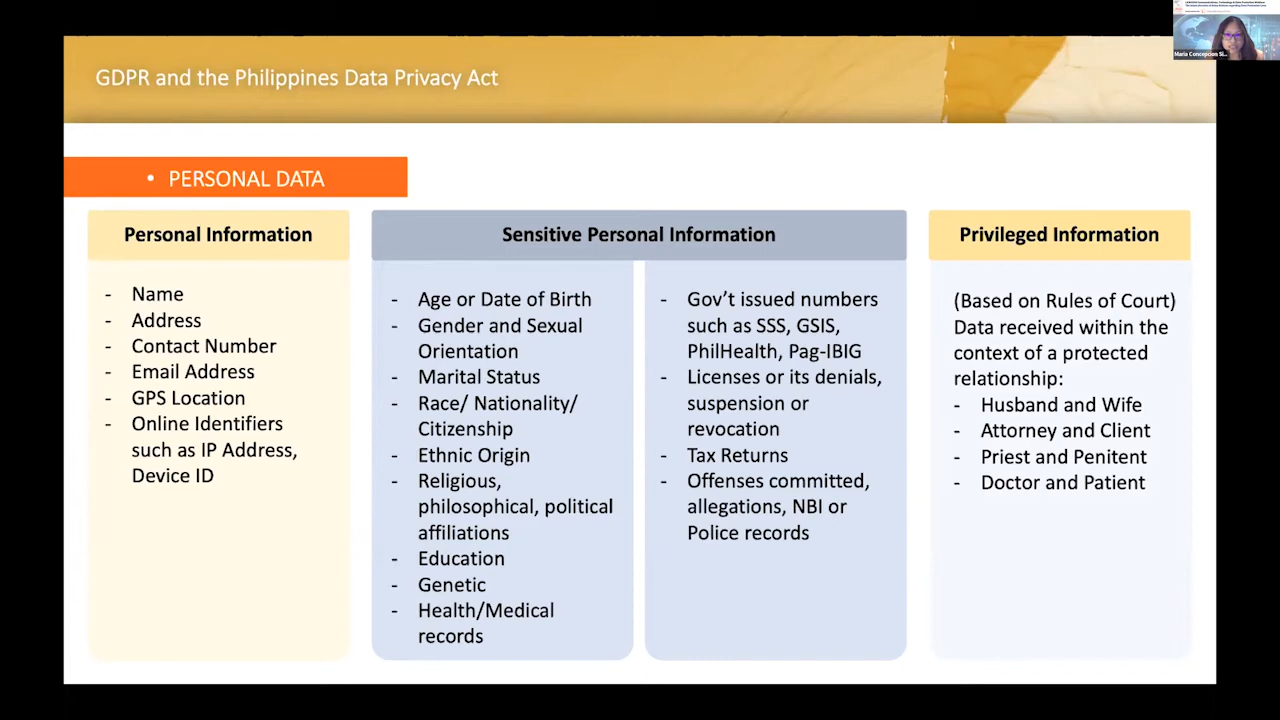 GDPR and the Philippines Data Privacy Act
• PERSONAL DATA
Personal Information
- Name
- Address
- Contact Number
- Email Address
- GPS Location
- Online Identifiers
such as IP Address,
Device ID
Sensitive Personal Information
- Age or Date of Birth
- Gender and Sexual
Orientation
- Marital Status
- Race/ Nationality/
Citizenship
- Ethnic Origin
- Religious,
philosophical, political
affiliations
- Education
- Genetic
- Health/Medical
records
- Gov’t issued numbers
such as SSS, GSIS,
PhilHealth, Pag-IBIG
- Licenses or its denials,
suspension or
revocation
- Tax Returns
- Offenses committed,
allegations, NBI or
Police records
Privileged Information
(Based on Rules of Court)
Data received within the
context of a protected
relationship:
- Husband and Wife
- Attorney and Client
- Priest and Penitent
- Doctor and Patient
Maria Concepcion Si...